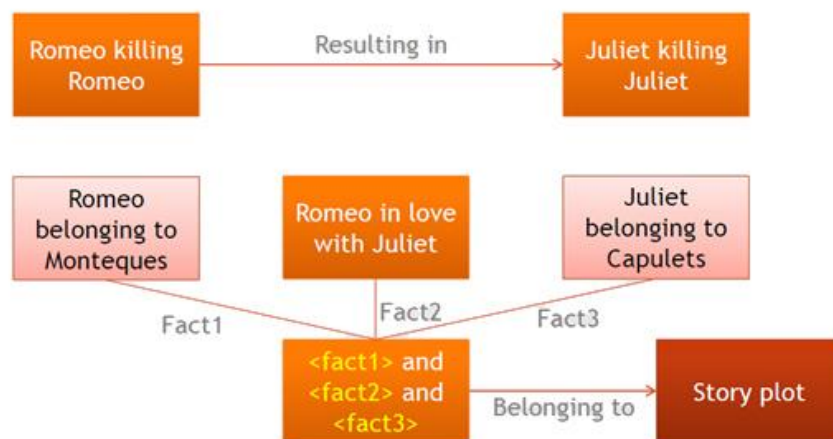 Romeo killing
Romeo
Resulting in
Juliet killing
Juliet
Romeo
belonging to
Monteques
Romeo in love
with Juliet
Juliet
belonging to
Capulets
Fact1
Fact2
Fact3
<fact1> and
<fact2> and
<fact3>
Belonging to
Story plot